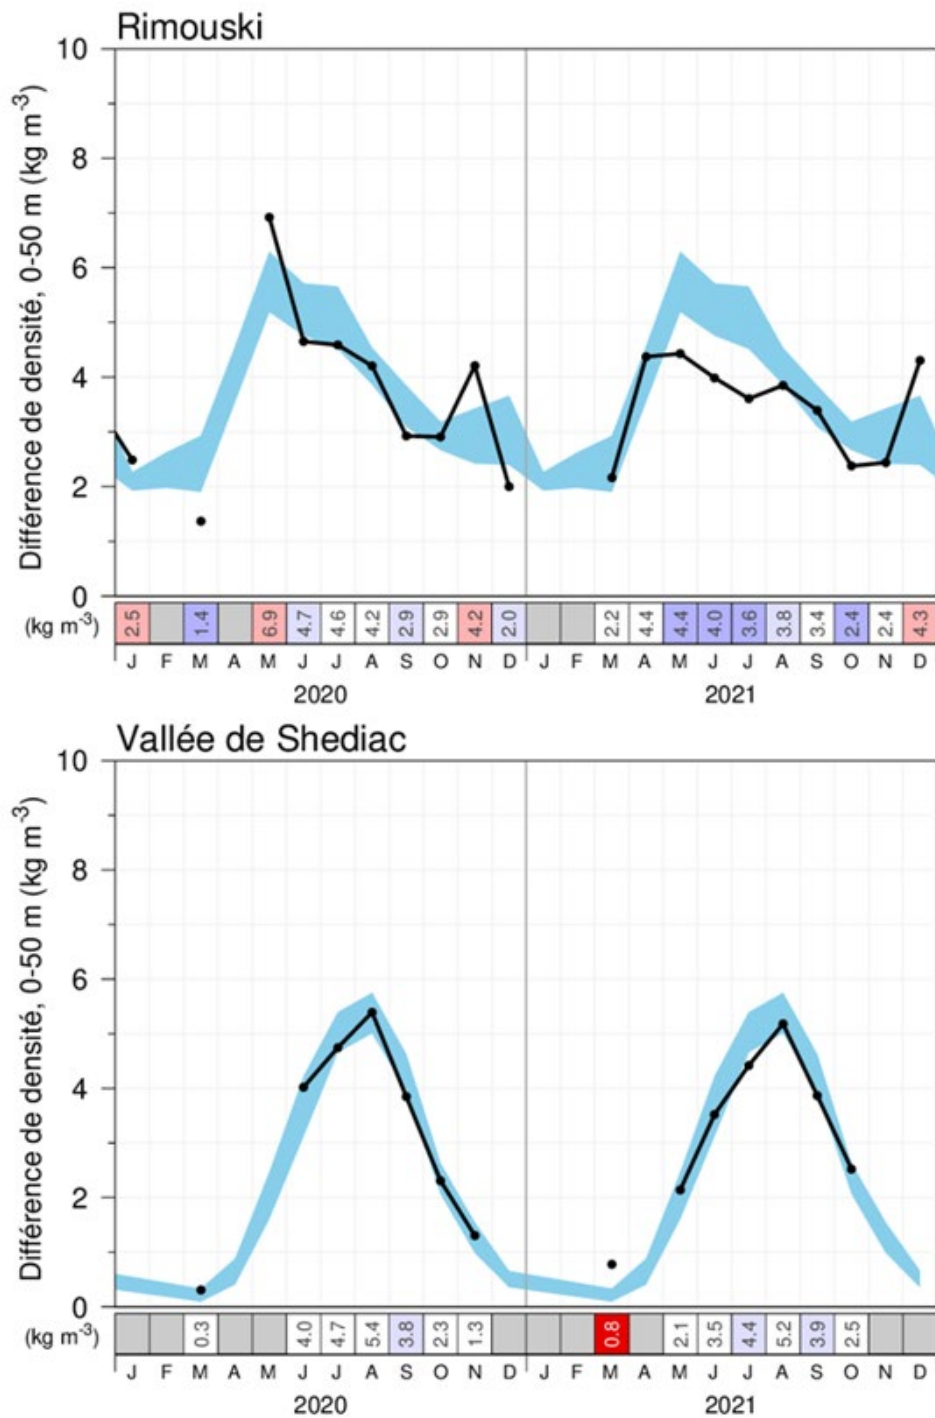 Rimouski
10
8
6
4
2
0
Différence de densité, 0-50 m (kg m-3)
(kg m-3) 2.5 1.4 6.9 4.7 4.6 4.2 2.9 2.9 4.2 2.0 2.2 4.4 4.4 4.0 3.6 3.8 3.4 2.4 2.4 4.3
J F M A M J J A S O N D J F M A M J J A S O N D
2020 2021
Vallée de Shediac
10
8
6
4
2
0
Différence de densité, 0-50 m (kg m-3)
(kg m-3) 0.3 4.0 4.7 5.4 3.8 2.3 1.3 0.8 2.1 3.5 4.4 5.2 3.9 2.5
J F M A M J J A S O N D J F M A M J J A S O N D
2020 2021